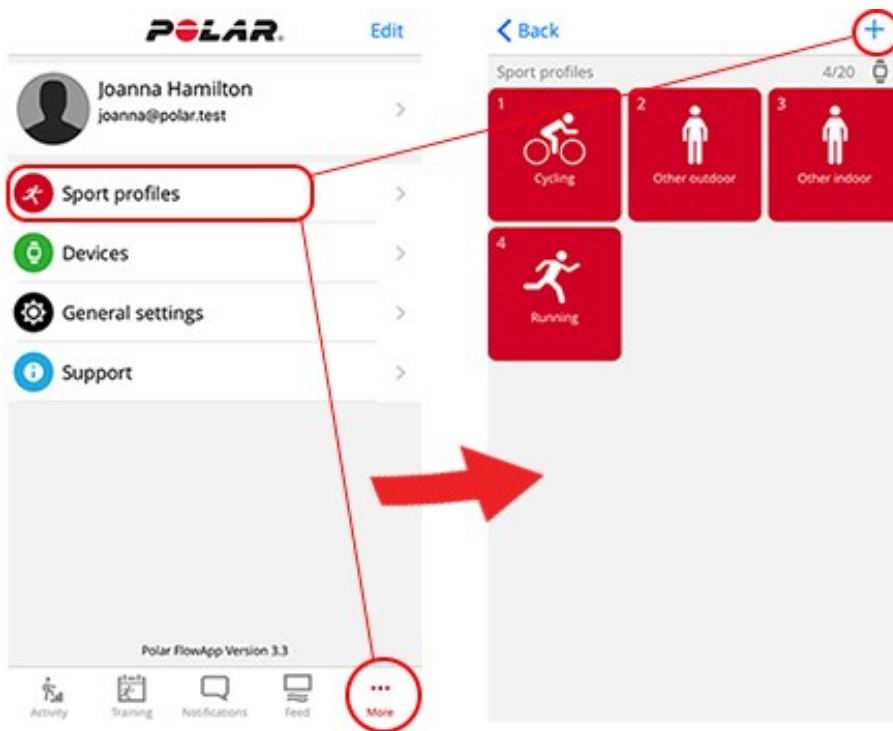 POLAR.
Edit
Joanna Hamilton
joanna@polar.test
Sport profiles
Devices
General settings
Support
Polar FlowApp Version 3.3
Activity
Training
Notifications
Feed
More
Back
+
Sport profiles
4/20
1
Cycling
2
Other outdoor
3
Other indoor
4
Running